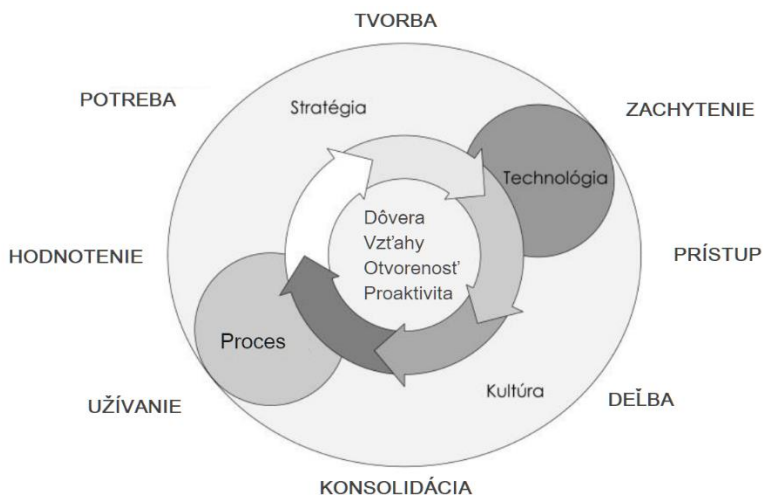 TVORBA
POTREBA
Stratégia
ZACHYTENIE
Technológia
Dôvera
Vzťahy
Otvorenosť
Proaktivita
HODNOTENIE
PRÍSTUP
Proces
Kultúra
UŽÍVANIE
DEĽBA
KONSOLIDÁCIA